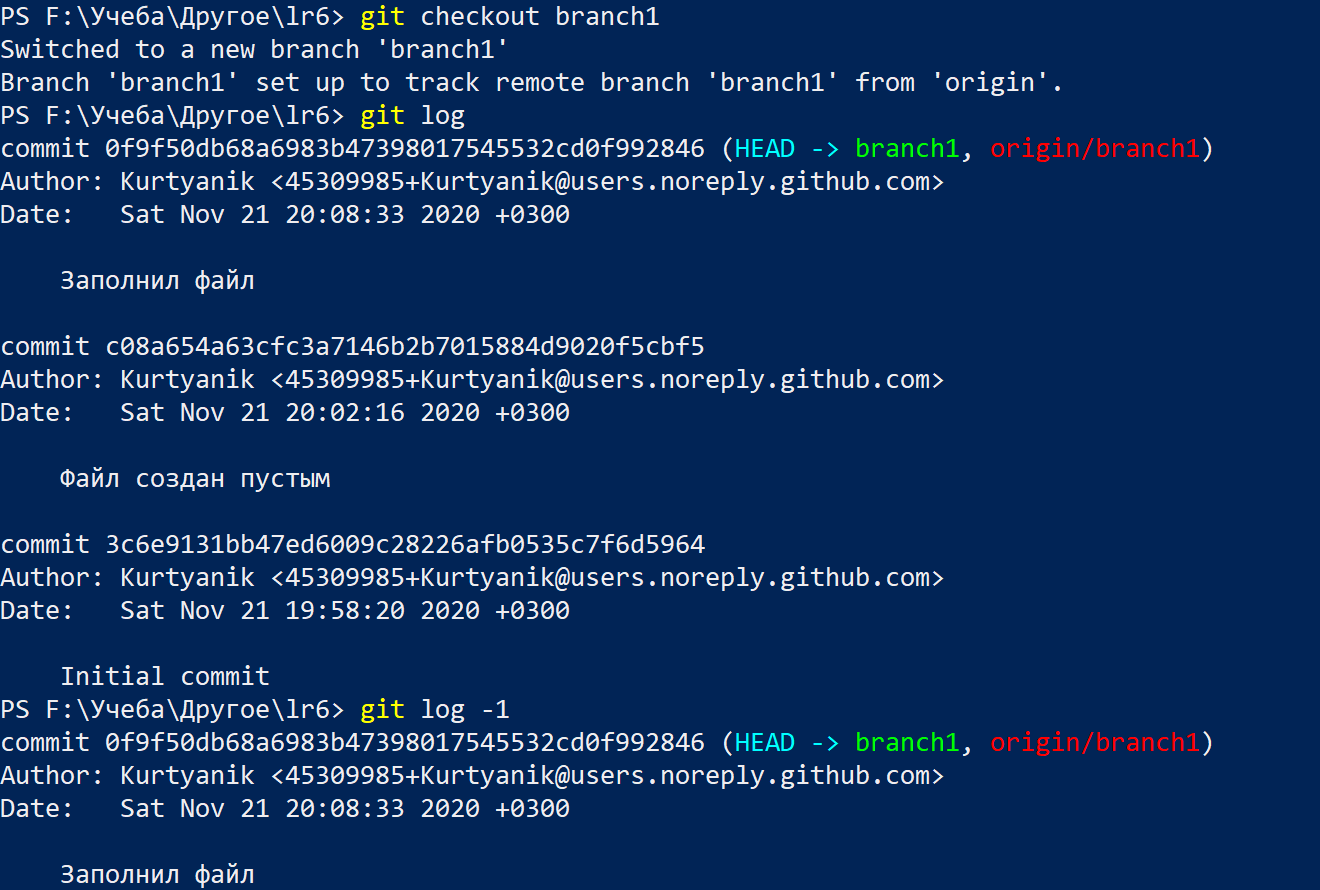 PS F:\Учеба\Другое\lr6> git checkout branch1
Switched to a new branch 'branch1'
Branch 'branch1' set up to track remote branch 'branch1' from 'origin'.
PS F:\Учеба\Другое\lr6> git log
commit 0f9f50db68a6983b47398017545532cd0f992846 (HEAD -> branch1, origin/branch1)
Author: Kurtyanik <45309985+Kurtyanik@users.noreply.github.com>
Date:   Sat Nov 21 20:08:33 2020 +0300
    Заполнил файл
commit c08a654a63cfc3a7146b2b7015884d9020f5cbf5
Author: Kurtyanik <45309985+Kurtyanik@users.noreply.github.com>
Date:   Sat Nov 21 20:02:16 2020 +0300
    Файл создан пустым
commit 3c6e9131bb47ed6009c28226afb0535c7f6d5964
Author: Kurtyanik <45309985+Kurtyanik@users.noreply.github.com>
Date:   Sat Nov 21 19:58:20 2020 +0300
    Initial commit
PS F:\Учеба\Другое\lr6> git log -1
commit 0f9f50db68a6983b47398017545532cd0f992846 (HEAD -> branch1, origin/branch1)
Author: Kurtyanik <45309985+Kurtyanik@users.noreply.github.com>
Date:   Sat Nov 21 20:08:33 2020 +0300
    Заполнил файл